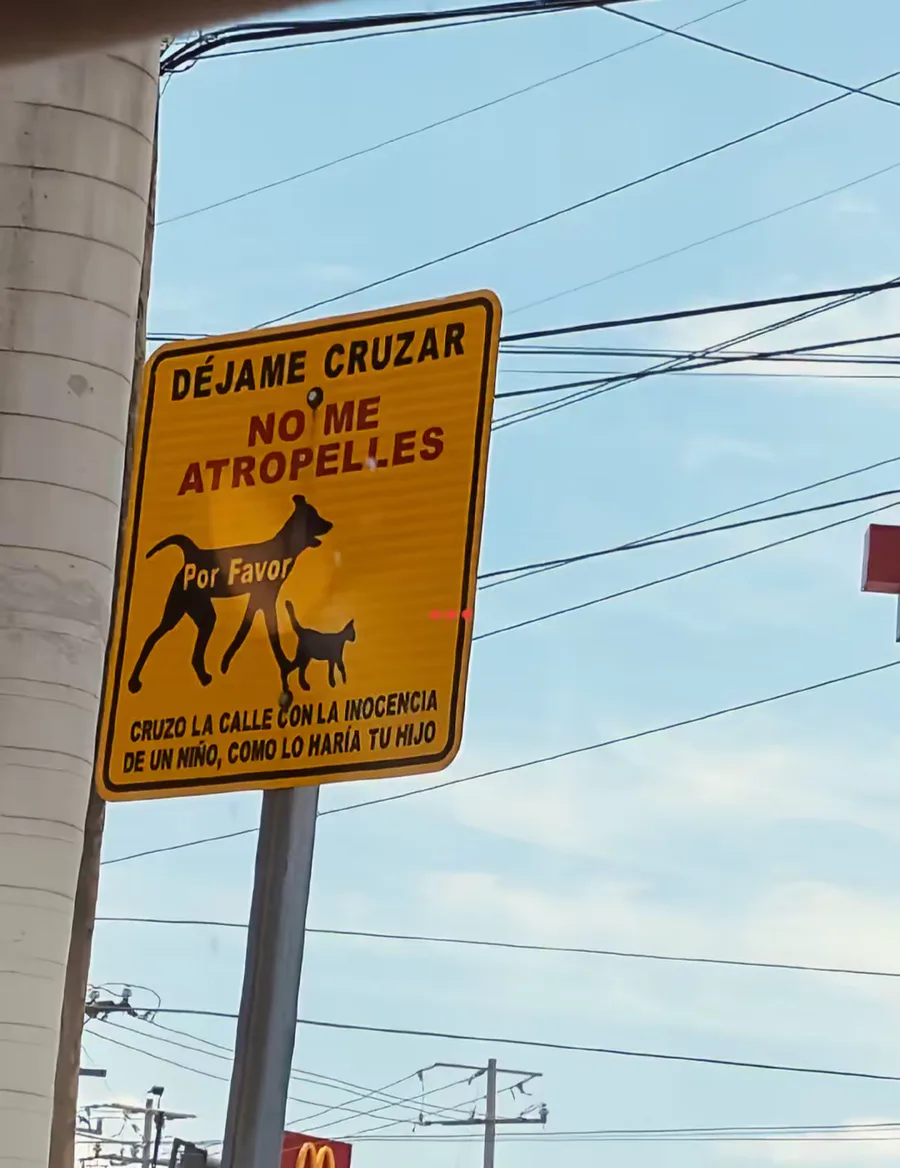 DÉJAME CRUZAR
NO ME
ATROPELLES
Por Favor
CRUZO LA CALLE CON LA INOCENCIA
DE UN NIÑO, COMO LO HARÍA TU HIJO